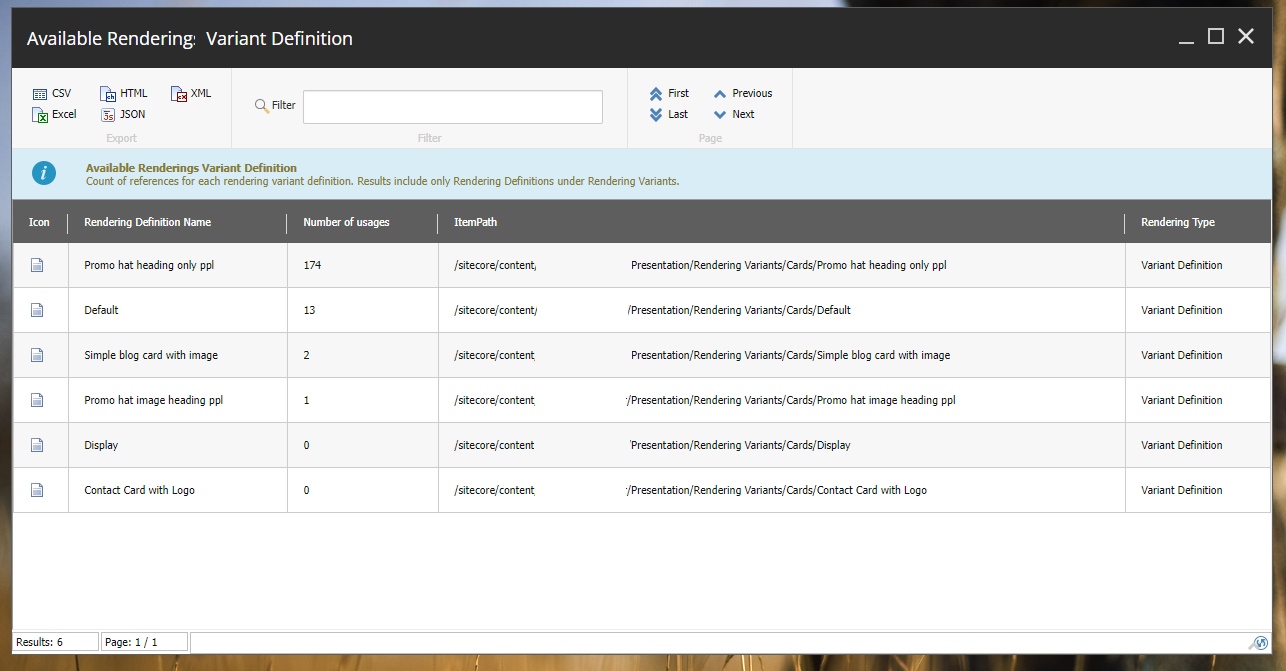 Available Renderings Variant Definition
CSV HTML XML
Excel JSON
Export
Filter
Filter
First Previous
Last Next
Page
Available Renderings Variant Definition
Count of references for each rendering variant definition. Results include only Rendering Definitions under Rendering Variants.
Icon Rendering Definition Name Number of usages ItemPath Rendering Type
Promo hat heading only ppl 174 /sitecore/content/ Presentation/Rendering Variants/Cards/Promo hat heading only ppl Variant Definition
Default 13 /sitecore/content/ /Presentation/Rendering Variants/Cards/Default Variant Definition
Simple blog card with image 2 /sitecore/content Presentation/Rendering Variants/Cards/Simple blog card with image Variant Definition
Promo hat image heading ppl 1 /sitecore/content /Presentation/Rendering Variants/Cards/Promo hat image heading ppl Variant Definition
Display 0 /sitecore/content Presentation/Rendering Variants/Cards/Display Variant Definition
Contact Card with Logo 0 /sitecore/content /Presentation/Rendering Variants/Cards/Contact Card with Logo Variant Definition
Results: 6 Page: 1 / 1